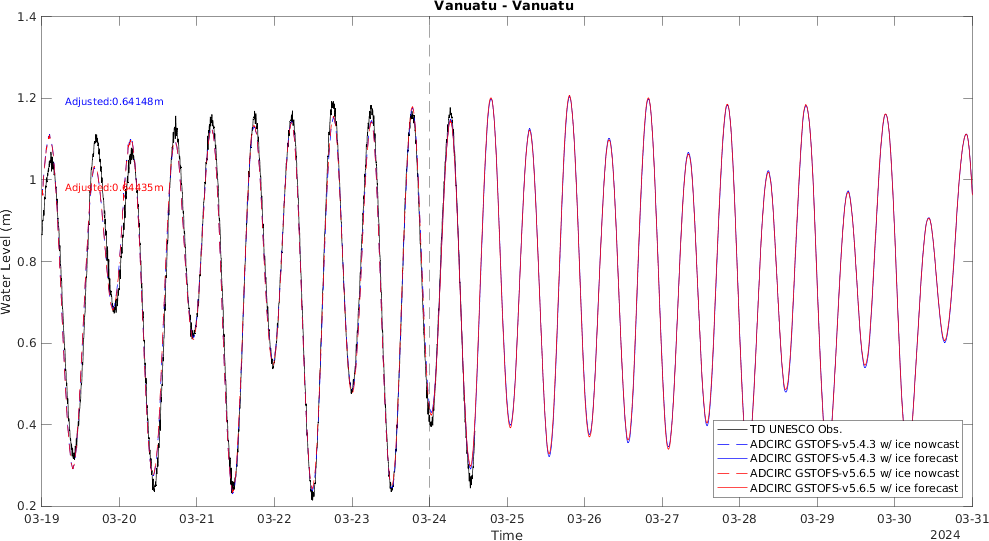 Vanuatu - Vanuatu
1.4
1.2
1
0.8
0.6
0.4
0.2
Water Level (m)
Adjusted:0.64148m
Adjusted:0.64435m
TD UNESCO Obs.
ADCIRC GSTOFS-v5.4.3 w/ ice nowcast
ADCIRC GSTOFS-v5.4.3 w/ ice forecast
ADCIRC GSTOFS-v5.6.5 w/ ice nowcast
ADCIRC GSTOFS-v5.6.5 w/ ice forecast
03-19 03-20 03-21 03-22 03-23 03-24 03-25 03-26 03-27 03-28 03-29 03-30 03-31
Time
2024